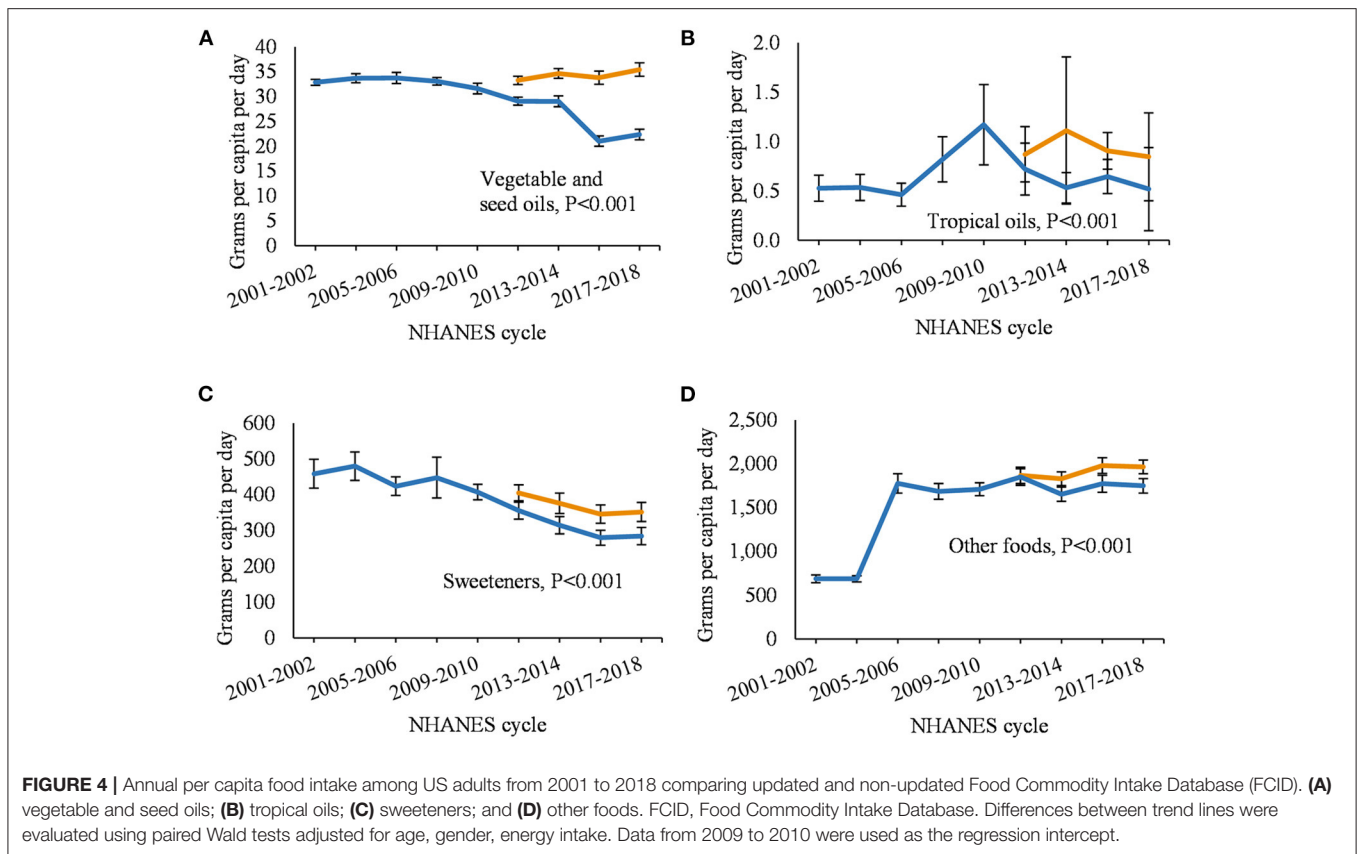 A
Grams per capita per day
40
35
30
25
20
15
10
5
0
Vegetable and
seed oils, P<0.001
2001-2002
2005-2006
2009-2010
2013-2014
2017-2018
NHANES cycle
B
Grams per capita per day
2.0
1.5
1.0
0.5
0.0
Tropical oils, P<0.001
2001-2002
2005-2006
2009-2010
2013-2014
2017-2018
NHANES cycle
C
Grams per capita per day
600
500
400
300
200
100
0
Sweeteners, P<0.001
2001-2002
2005-2006
2009-2010
2013-2014
2017-2018
NHANES cycle
D
Grams per capita per day
2,500
2,000
1,500
1,000
500
0
Other foods, P<0.001
2001-2002
2005-2006
2009-2010
2013-2014
2017-2018
NHANES cycle
FIGURE 4 | Annual per capita food intake among US adults from 2001 to 2018 comparing updated and non-updated Food Commodity Intake Database (FCID). (A)
vegetable and seed oils; (B) tropical oils; (C) sweeteners; and (D) other foods. FCID, Food Commodity Intake Database. Differences between trend lines were
evaluated using paired Wald tests adjusted for age, gender, energy intake. Data from 2009 to 2010 were used as the regression intercept.